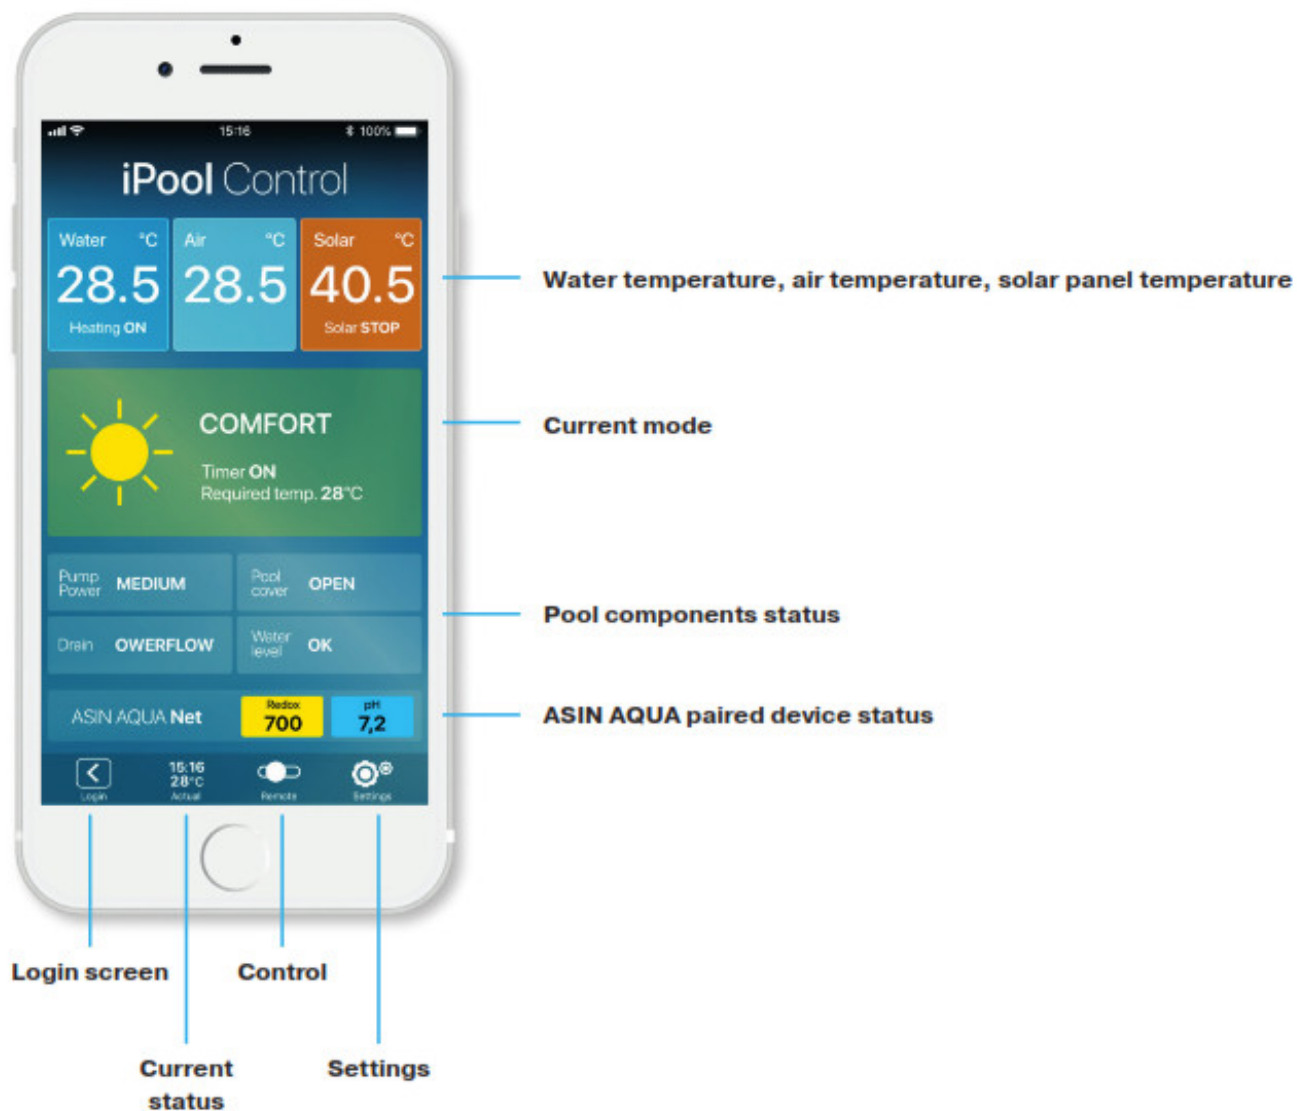 15:16
100%
iPool Control
Water °C
28.5
Heating ON
Air °C
28.5
Solar °C
40.5
Solar STOP
Water temperature, air temperature, solar panel temperature
COMFORT
Timer ON
Required temp. 28°C
Current mode
Pump
Power MEDIUM
Pool
cover OPEN
Drain OWERFLOW
Water
level OK
Pool components status
ASIN AQUA Net
Redox
700
pH
7,2
ASIN AQUA paired device status
Login
15:16
28°C
Actual
Remote
Settings
Login screen
Control
Current
status
Settings